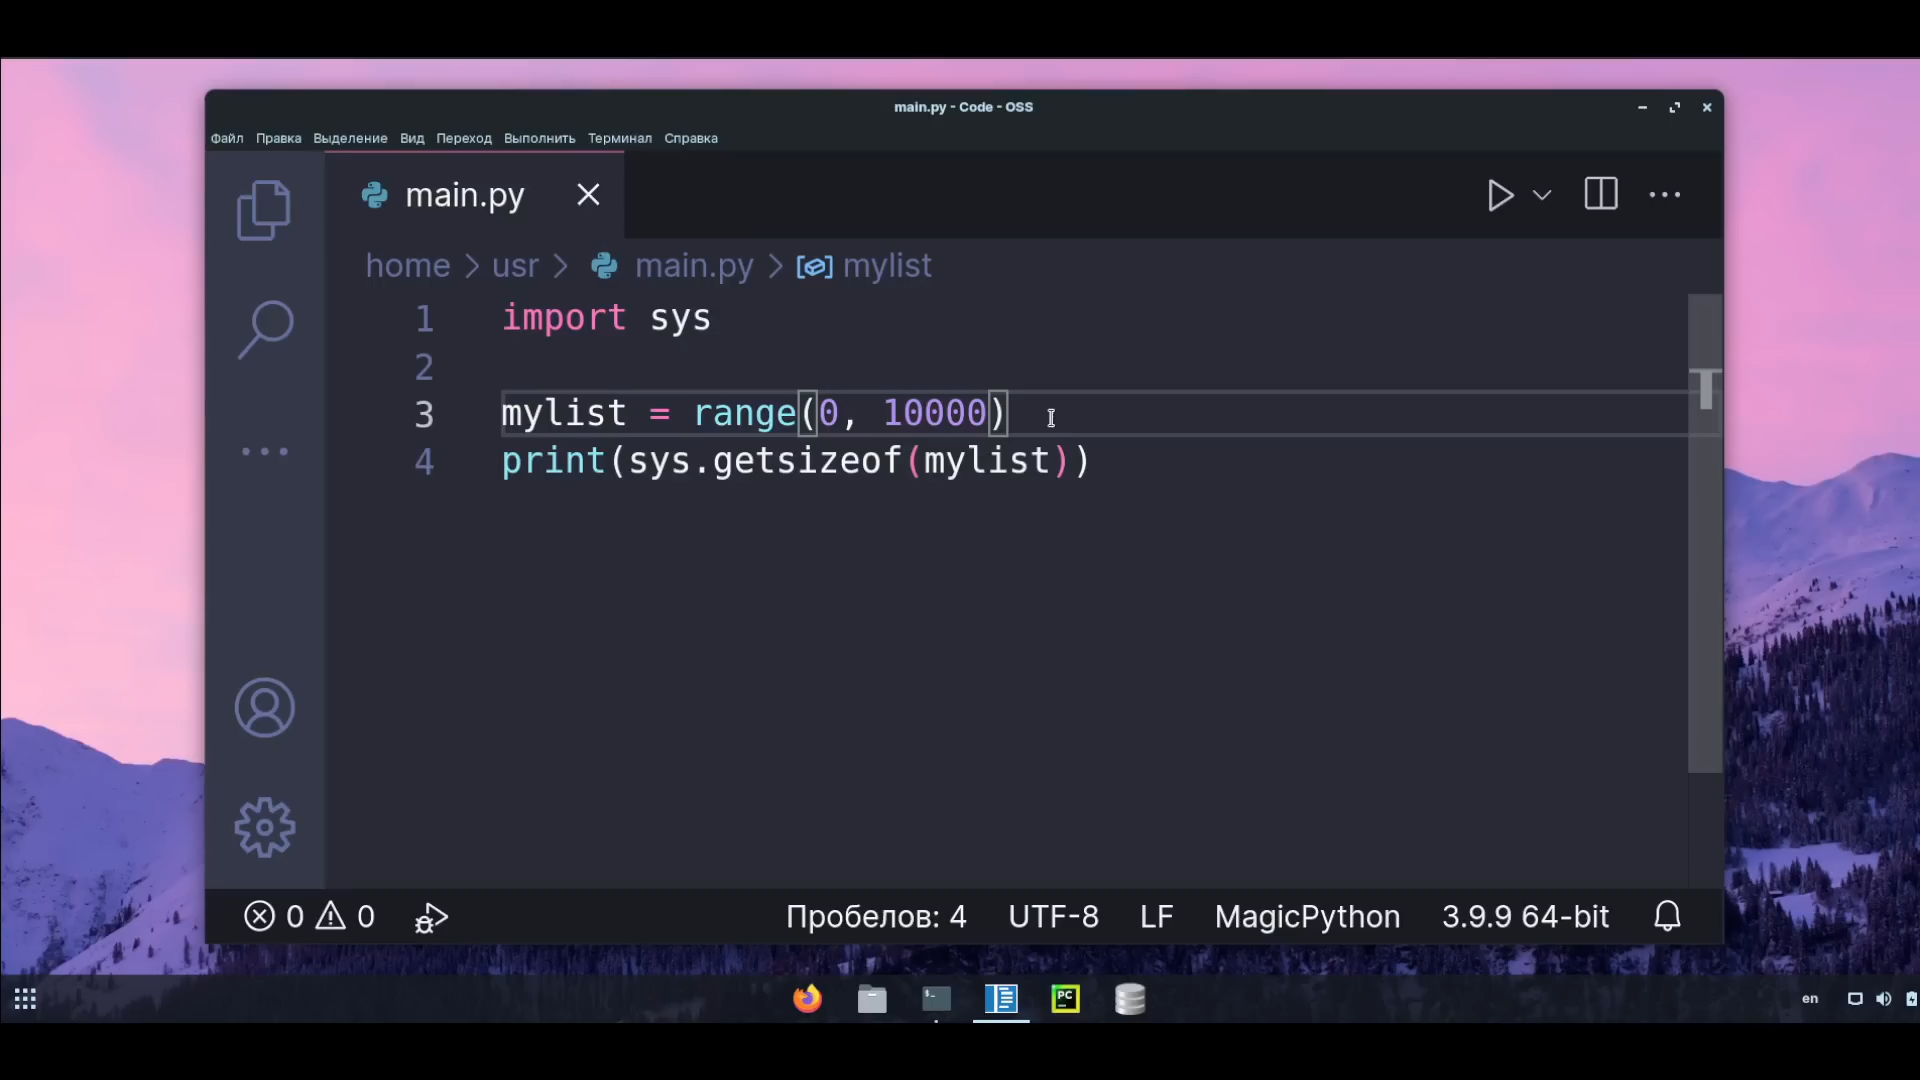 main.py - Code - OSS
Файл Правка Выделение Вид Переход Выполнить Терминал Справка
main.py
home > usr > main.py > mylist
1 import sys
2
3 mylist = range(0, 10000)
4 print(sys.getsizeof(mylist))
0 0 Пробелов: 4 UTF-8 LF MagicPython 3.9.9 64-bit
PC
en